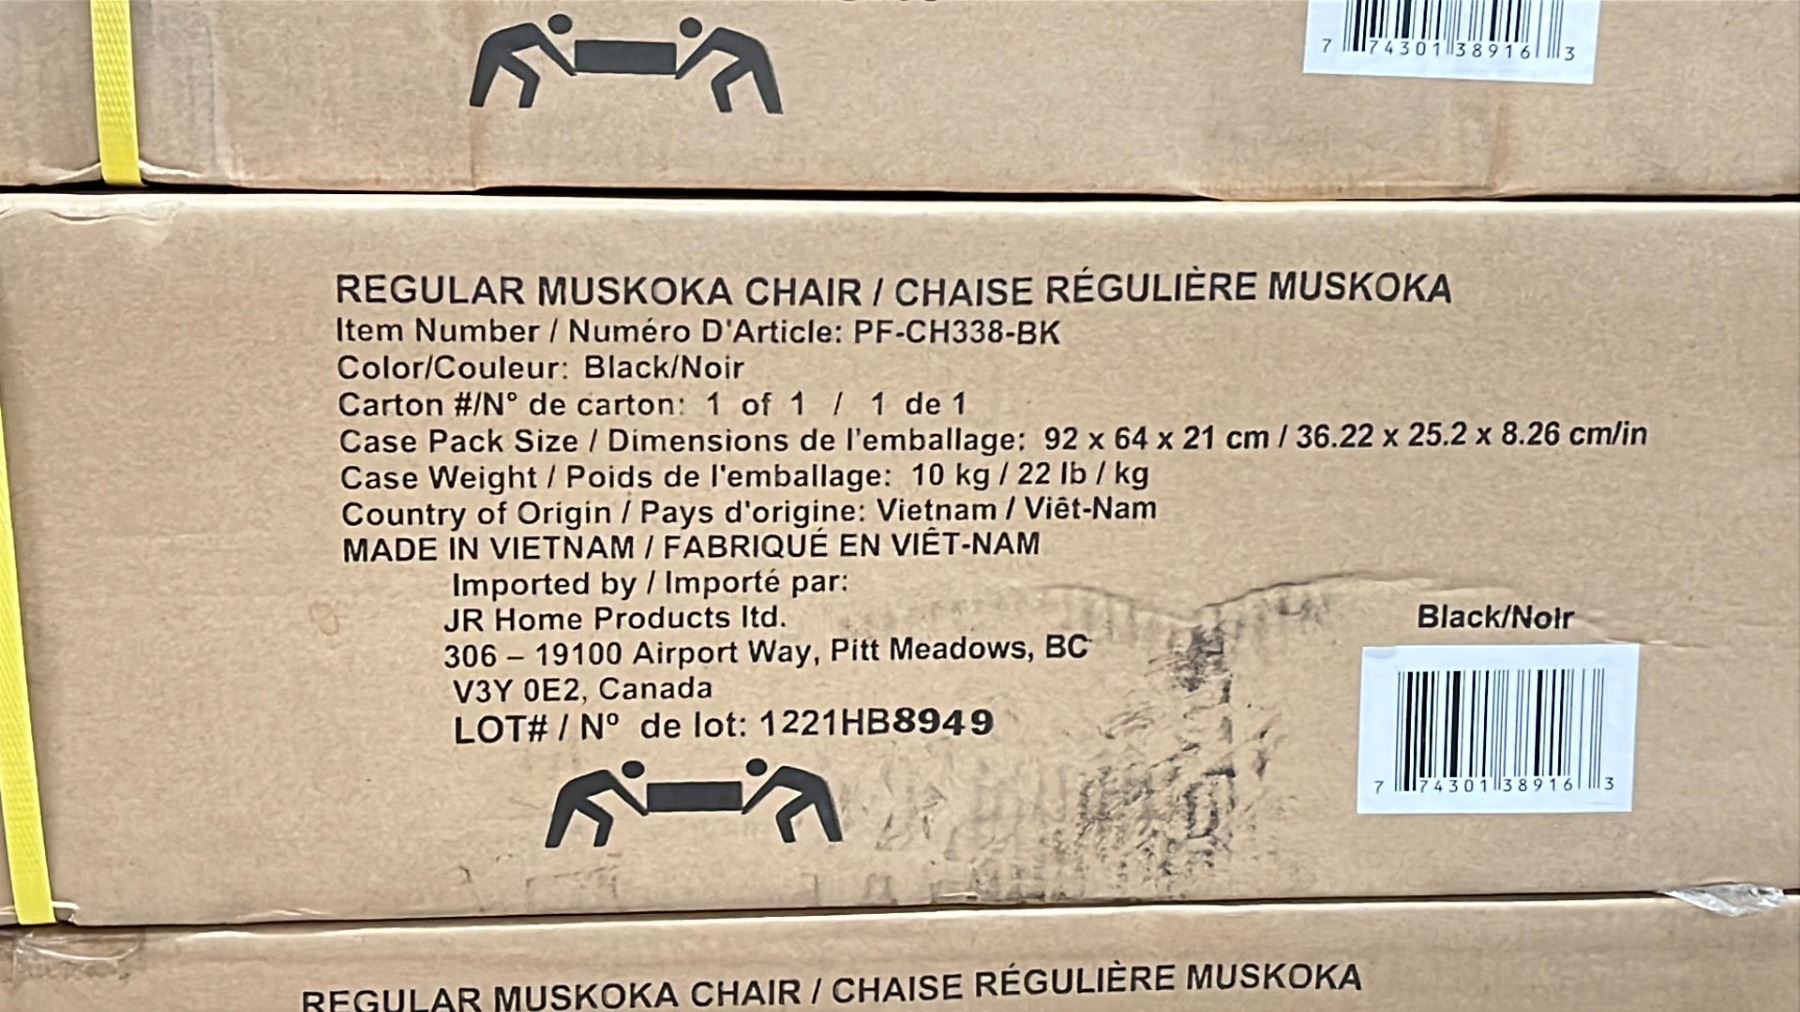 7 74301 38916 3
REGULAR MUSKOKA CHAIR / CHAISE RÉGULIÈRE MUSKOKA
Item Number / Numéro D'Article: PF-CH338-BK
Color/Couleur: Black/Noir
Carton #/N° de carton: 1 of 1 / 1 de 1
Case Pack Size / Dimensions de l'emballage: 92 x 64 x 21 cm / 36.22 x 25.2 x 8.26 cm/in
Case Weight / Poids de l'emballage: 10 kg / 22 lb / kg
Country of Origin / Pays d'origine: Vietnam / Viêt-Nam
MADE IN VIETNAM / FABRIQUÉ EN VIÊT-NAM
Imported by / Importé par:
JR Home Products ltd.
306 – 19100 Airport Way, Pitt Meadows, BC
V3Y 0E2, Canada
LOT# / Nº de lot: 1221HB8949
Black/Noir
7 74301 38916 3
REGULAR MUSKOKA CHAIR / CHAISE RÉGULIÈRE MUSKOKA